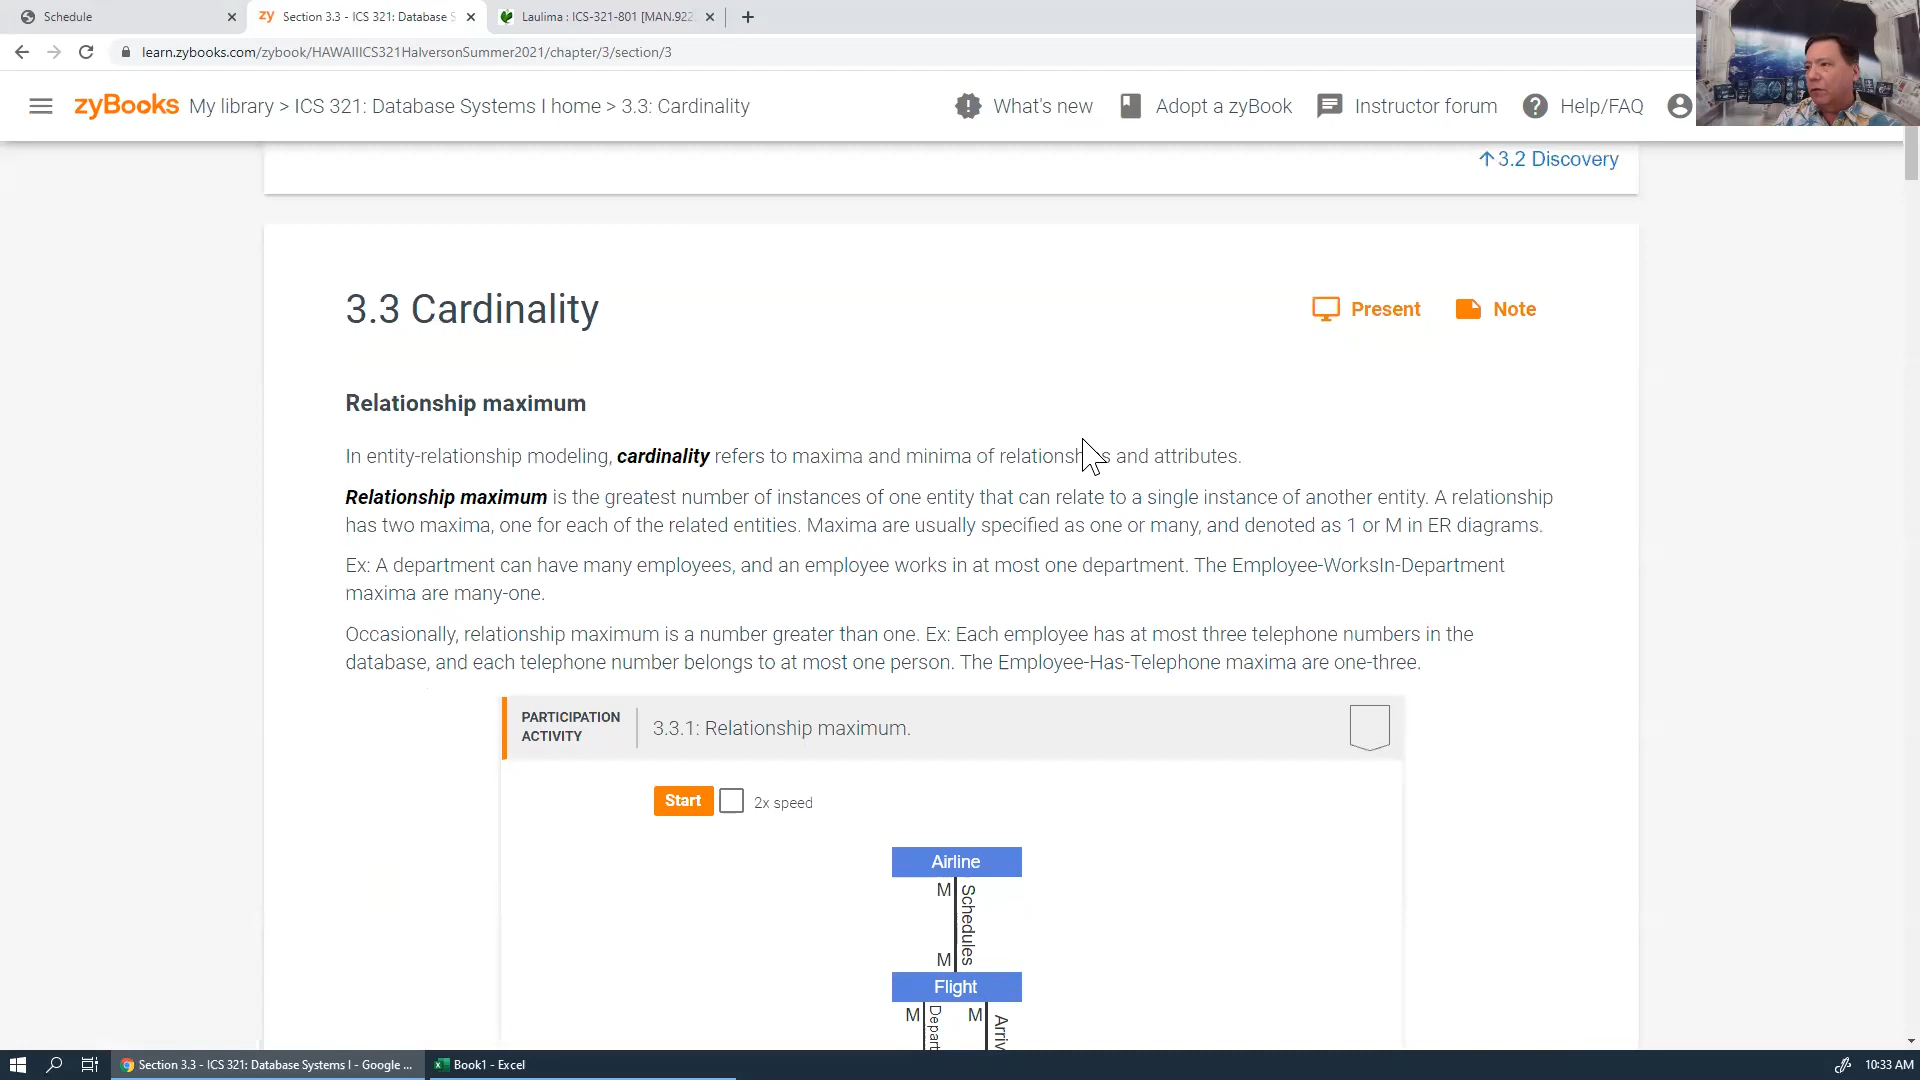 Schedule
zy Section 3.3 - ICS 321: Database S
Laulima : ICS-321-801 [MAN.922
learn.zybooks.com/zybook/HAWAIIICS321HalversonSummer2021/chapter/3/section/3
zyBooks My library > ICS 321: Database Systems I home > 3.3: Cardinality
What's new
Adopt a zyBook
Instructor forum
Help/FAQ
3.2 Discovery
3.3 Cardinality
Present
Note
Relationship maximum
In entity-relationship modeling, cardinality refers to maxima and minima of relationships and attributes.
Relationship maximum is the greatest number of instances of one entity that can relate to a single instance of another entity. A relationship
has two maxima, one for each of the related entities. Maxima are usually specified as one or many, and denoted as 1 or M in ER diagrams.
Ex: A department can have many employees, and an employee works in at most one department. The Employee-WorksIn-Department
maxima are many-one.
Occasionally, relationship maximum is a number greater than one. Ex: Each employee has at most three telephone numbers in the
database, and each telephone number belongs to at most one person. The Employee-Has-Telephone maxima are one-three.
PARTICIPATION
ACTIVITY
3.3.1: Relationship maximum.
Start
2x speed
Airline
M
Schedules
M
Flight
M
Depart
M
Arriv
Section 3.3 - ICS 321: Database Systems I - Google ...
Book1 - Excel
10:33 AM